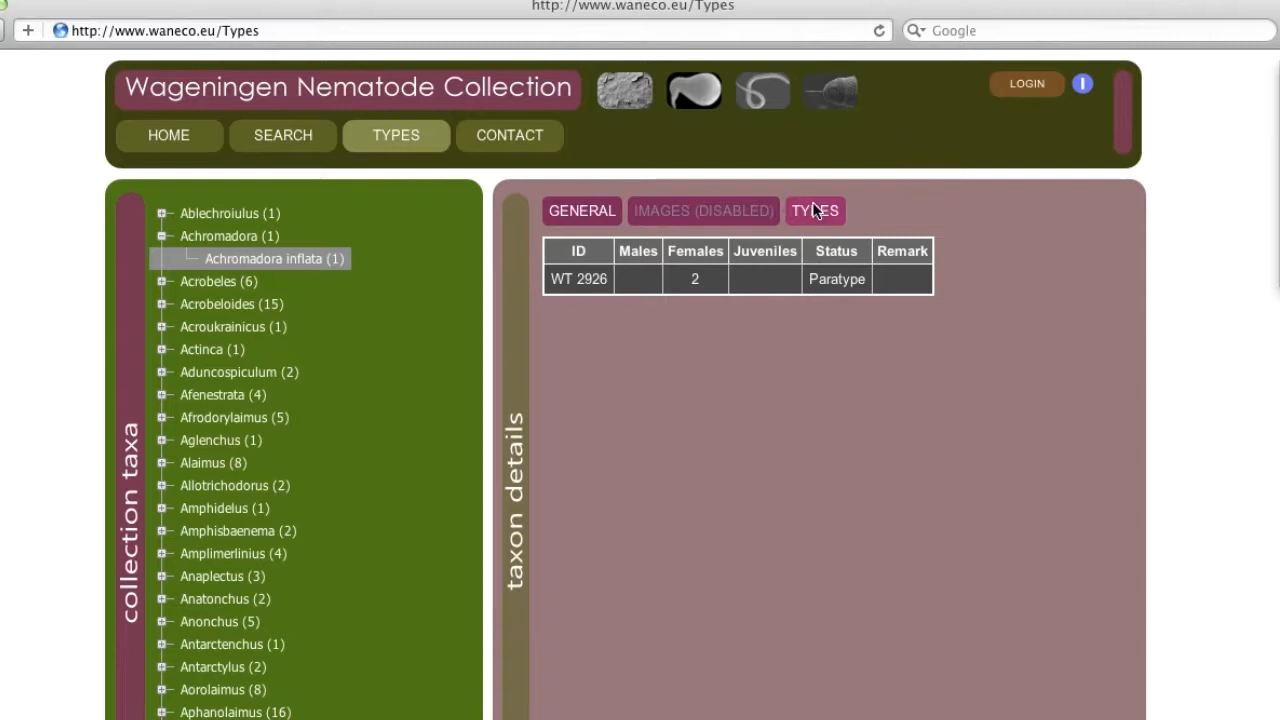 http://www.waneco.eu/Types
http://www.waneco.eu/Types
Google
Wageningen Nematode Collection
LOGIN
HOME
SEARCH
TYPES
CONTACT
collection taxa
Ablechroiulus (1)
Achromadora (1)
Achromadora inflata (1)
Acrobeles (6)
Acrobeloides (15)
Acroukrainicus (1)
Actinca (1)
Aduncospiculum (2)
Afenestrata (4)
Afrodorylaimus (5)
Aglenchus (1)
Alaimus (8)
Allotrichodorus (2)
Amphidelus (1)
Amphisbaenema (2)
Amplimerlinius (4)
Anaplectus (3)
Anatonchus (2)
Anonchus (5)
Antarctenchus (1)
Antarctylus (2)
Aorolaimus (8)
Aphanolaimus (16)
taxon details
GENERAL
IMAGES (DISABLED)
TYPES
ID Males Females Juveniles Status Remark
WT 2926 2 Paratype